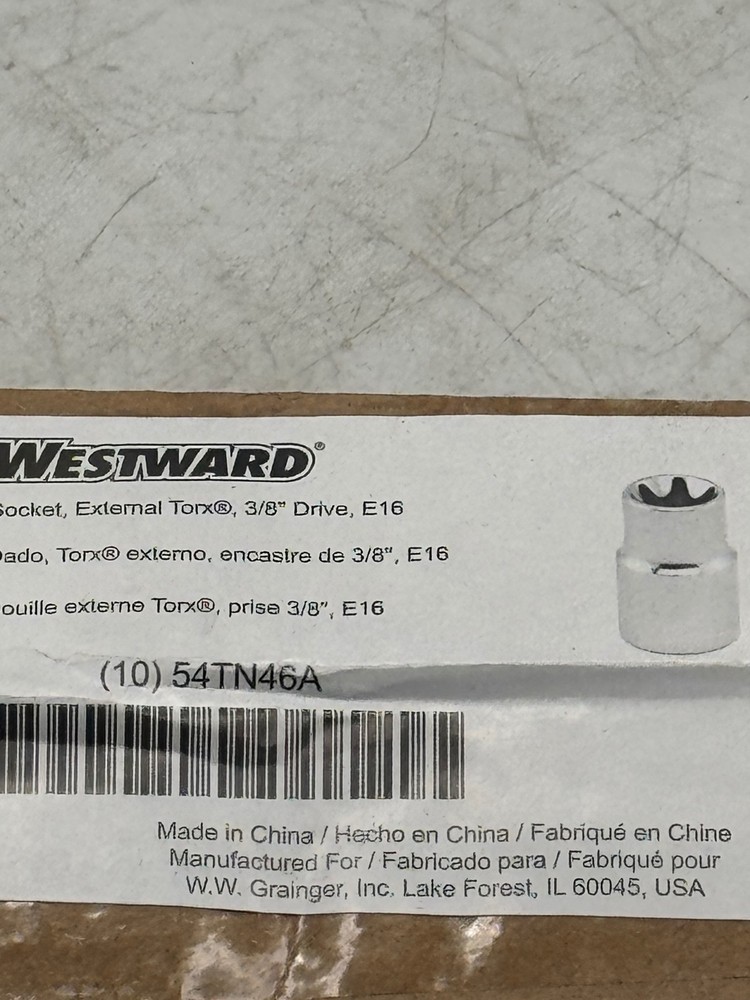 WESTWARD®
Socket, External Torx®, 3/8" Drive, E16
Dado, Torx® externo, encastre de 3/8", E16
ouille externe Torx®, prise 3/8", E16
(10) 54TN46A
Made in China / Hecho en China / Fabriqué en Chine
Manufactured For / Fabricado para / Fabriqué pour
W.W. Grainger, Inc. Lake Forest, IL 60045, USA